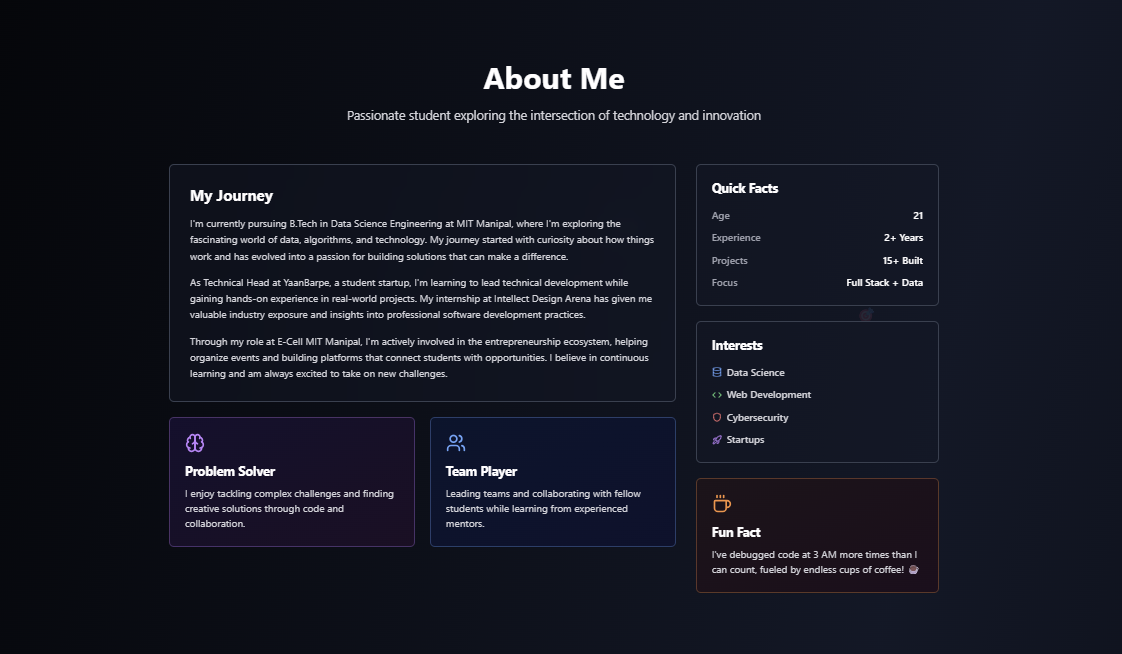 About Me
Passionate student exploring the intersection of technology and innovation
My Journey
I'm currently pursuing B.Tech in Data Science Engineering at MIT Manipal, where I'm exploring the
fascinating world of data, algorithms, and technology. My journey started with curiosity about how things
work and has evolved into a passion for building solutions that can make a difference.
As Technical Head at YaanBarpe, a student startup, I'm learning to lead technical development while
gaining hands-on experience in real-world projects. My internship at Intellect Design Arena has given me
valuable industry exposure and insights into professional software development practices.
Through my role at E-Cell MIT Manipal, I'm actively involved in the entrepreneurship ecosystem, helping
organize events and building platforms that connect students with opportunities. I believe in continuous
learning and am always excited to take on new challenges.
Problem Solver
I enjoy tackling complex challenges and finding
creative solutions through code and
collaboration.
Team Player
Leading teams and collaborating with fellow
students while learning from experienced
mentors.
Quick Facts
Age 21
Experience 2+ Years
Projects 15+ Built
Focus Full Stack + Data
Interests
Data Science
Web Development
Cybersecurity
Startups
Fun Fact
I've debugged code at 3 AM more times than I
can count, fueled by endless cups of coffee! ☕